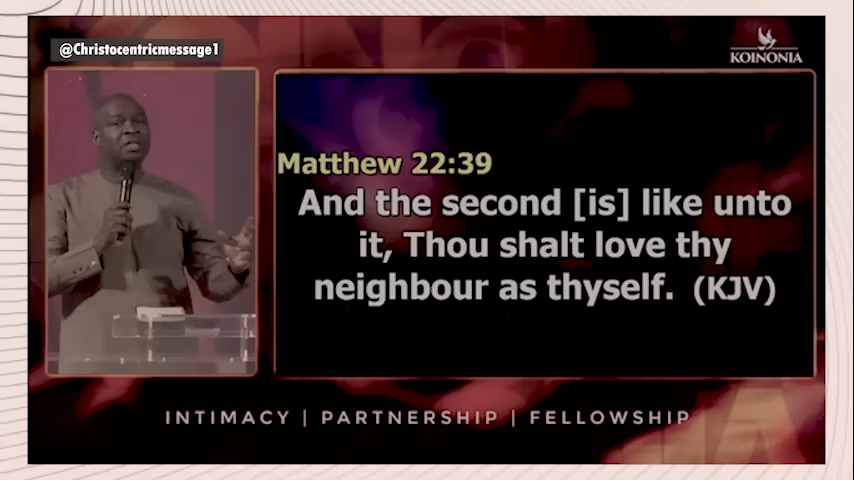 @Christocentricmessage1
KOINONIA
Matthew 22:39
And the second [is] like unto
it, Thou shalt love thy
neighbour as thyself. (KJV)
INTIMACY | PARTNERSHIP | FELLOWSHIP